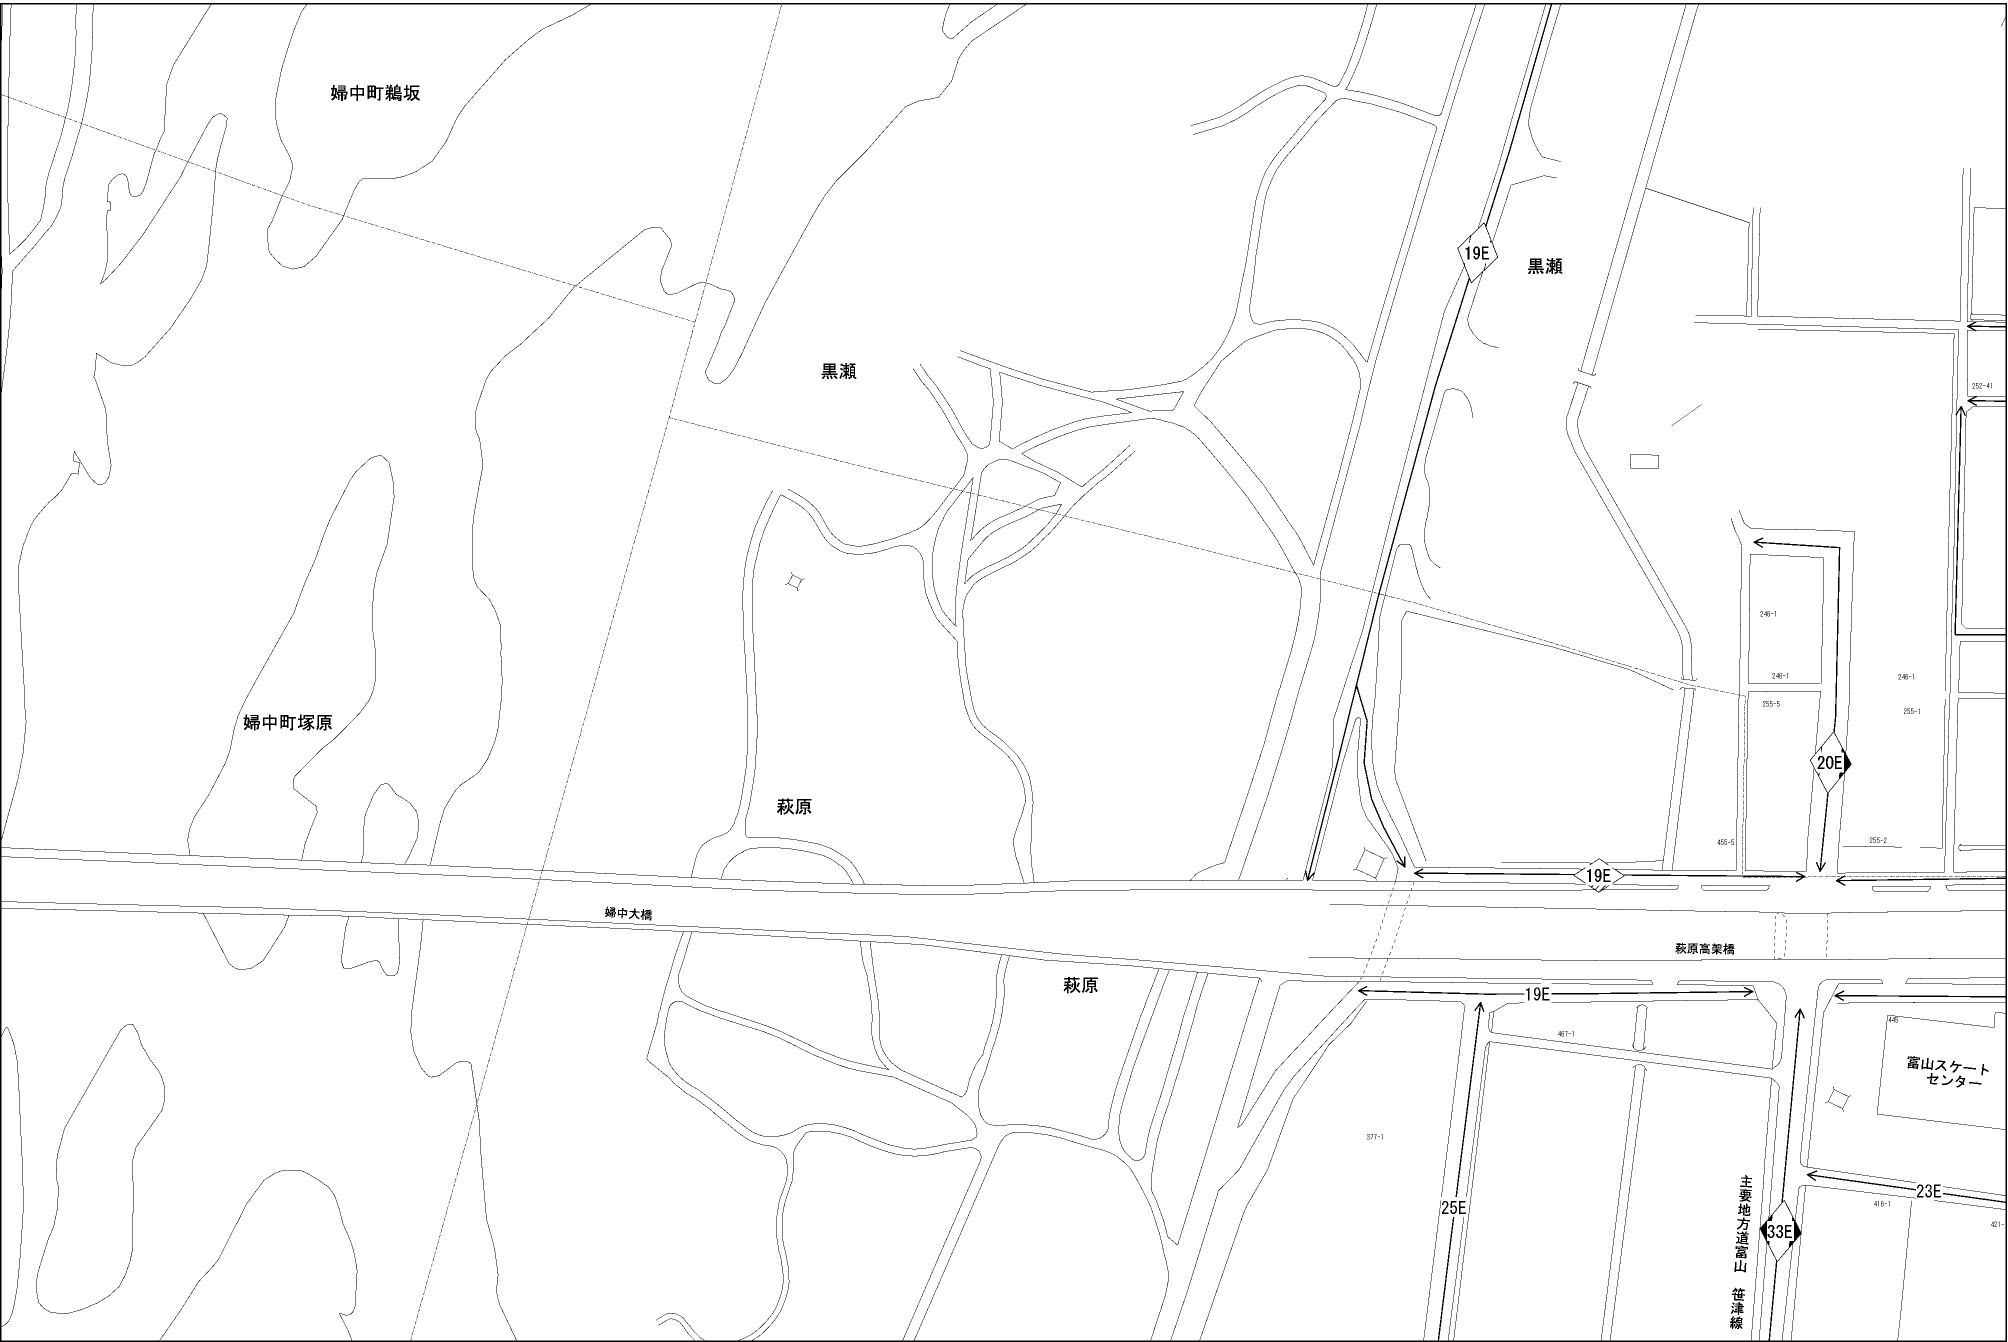 婦中町鵜坂
19E
黒瀬
黒瀬
252-41
246-1
246-1
246-1
255-5
255-1
婦中町塚原
20E
萩原
455-5
255-2
19E
婦中大橋
萩原高架橋
萩原
19E
445
467-1
富山スケート
センター
377-1
主要地方道富山 笹津線
23E
25E
416-1
33E
421-